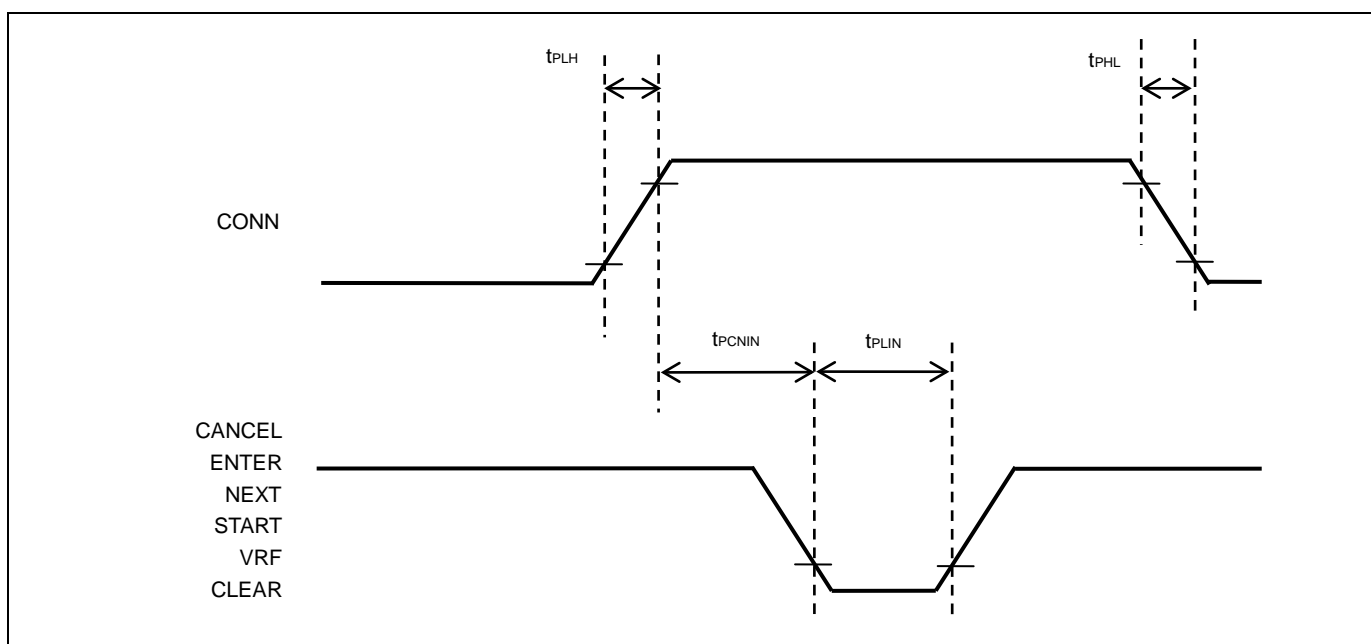 tPLH
tPHL
CONN
tPCNIN
tPLIN
CANCEL
ENTER
NEXT
START
VRF
CLEAR